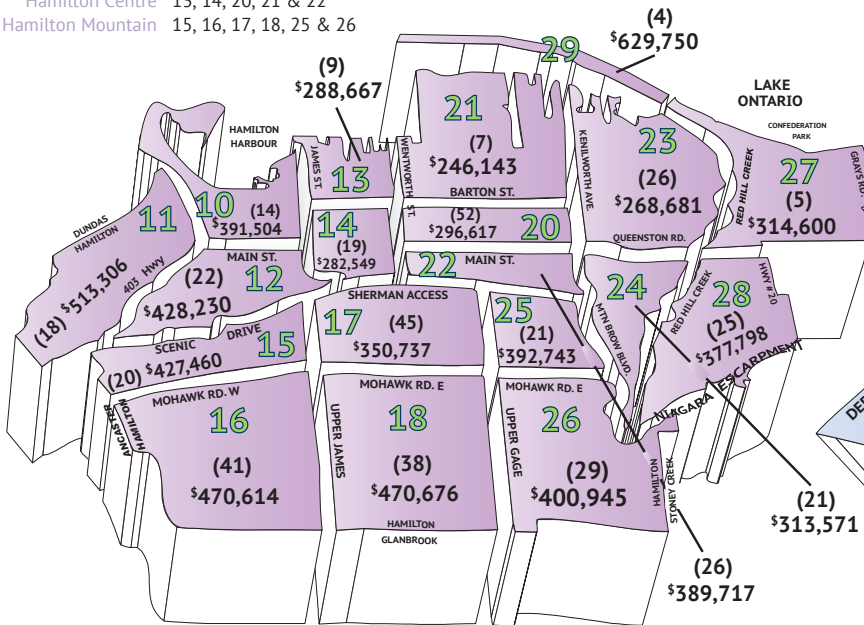 Hamilton Centre 13, 14, 20, 21 & 22
Hamilton Mountain 15, 16, 17, 18, 25 & 26
(4)
$629,750
29
(9)
$288,667
LAKE
ONTARIO
CONFEDERATION
PARK
HAMILTON
HARBOUR
21
(7)
$246,143
BARTON ST.
JAMES ST.
13
WENTWORTH ST.
KENILWORTH AVE.
23
(26)
$268,681
QUEENSTON RD.
RED HILL CREEK
27
(5)
$314,600
DUNDAS
HAMILTON
11
(18) $513,306
403 Hwy
10
(14)
$391,504
14
(19)
$282,549
(52)
$296,617
20
MAIN ST.
(22)
12
$428,230
22
MAIN ST.
SHERMAN ACCESS
17
(45)
$350,737
25
(21)
$392,743
24
MTN BROW BLVD.
RED HILL CREEK
HWY # 20
28
(25)
$377,798
NIAGARA ESCARPMENT
SCENIC DRIVE
15
(20) $427,460
ANCASTER
HAMILTON
MOHAWK RD. W
16
(41)
$470,614
UPPER JAMES
MOHAWK RD. E
18
(38)
$470,676
HAMILTON
GLANBROOK
UPPER GAGE
MOHAWK RD. E
26
(29)
$400,945
HAMILTON
STONEY CREEK
(21)
$313,571
(26)
$389,717